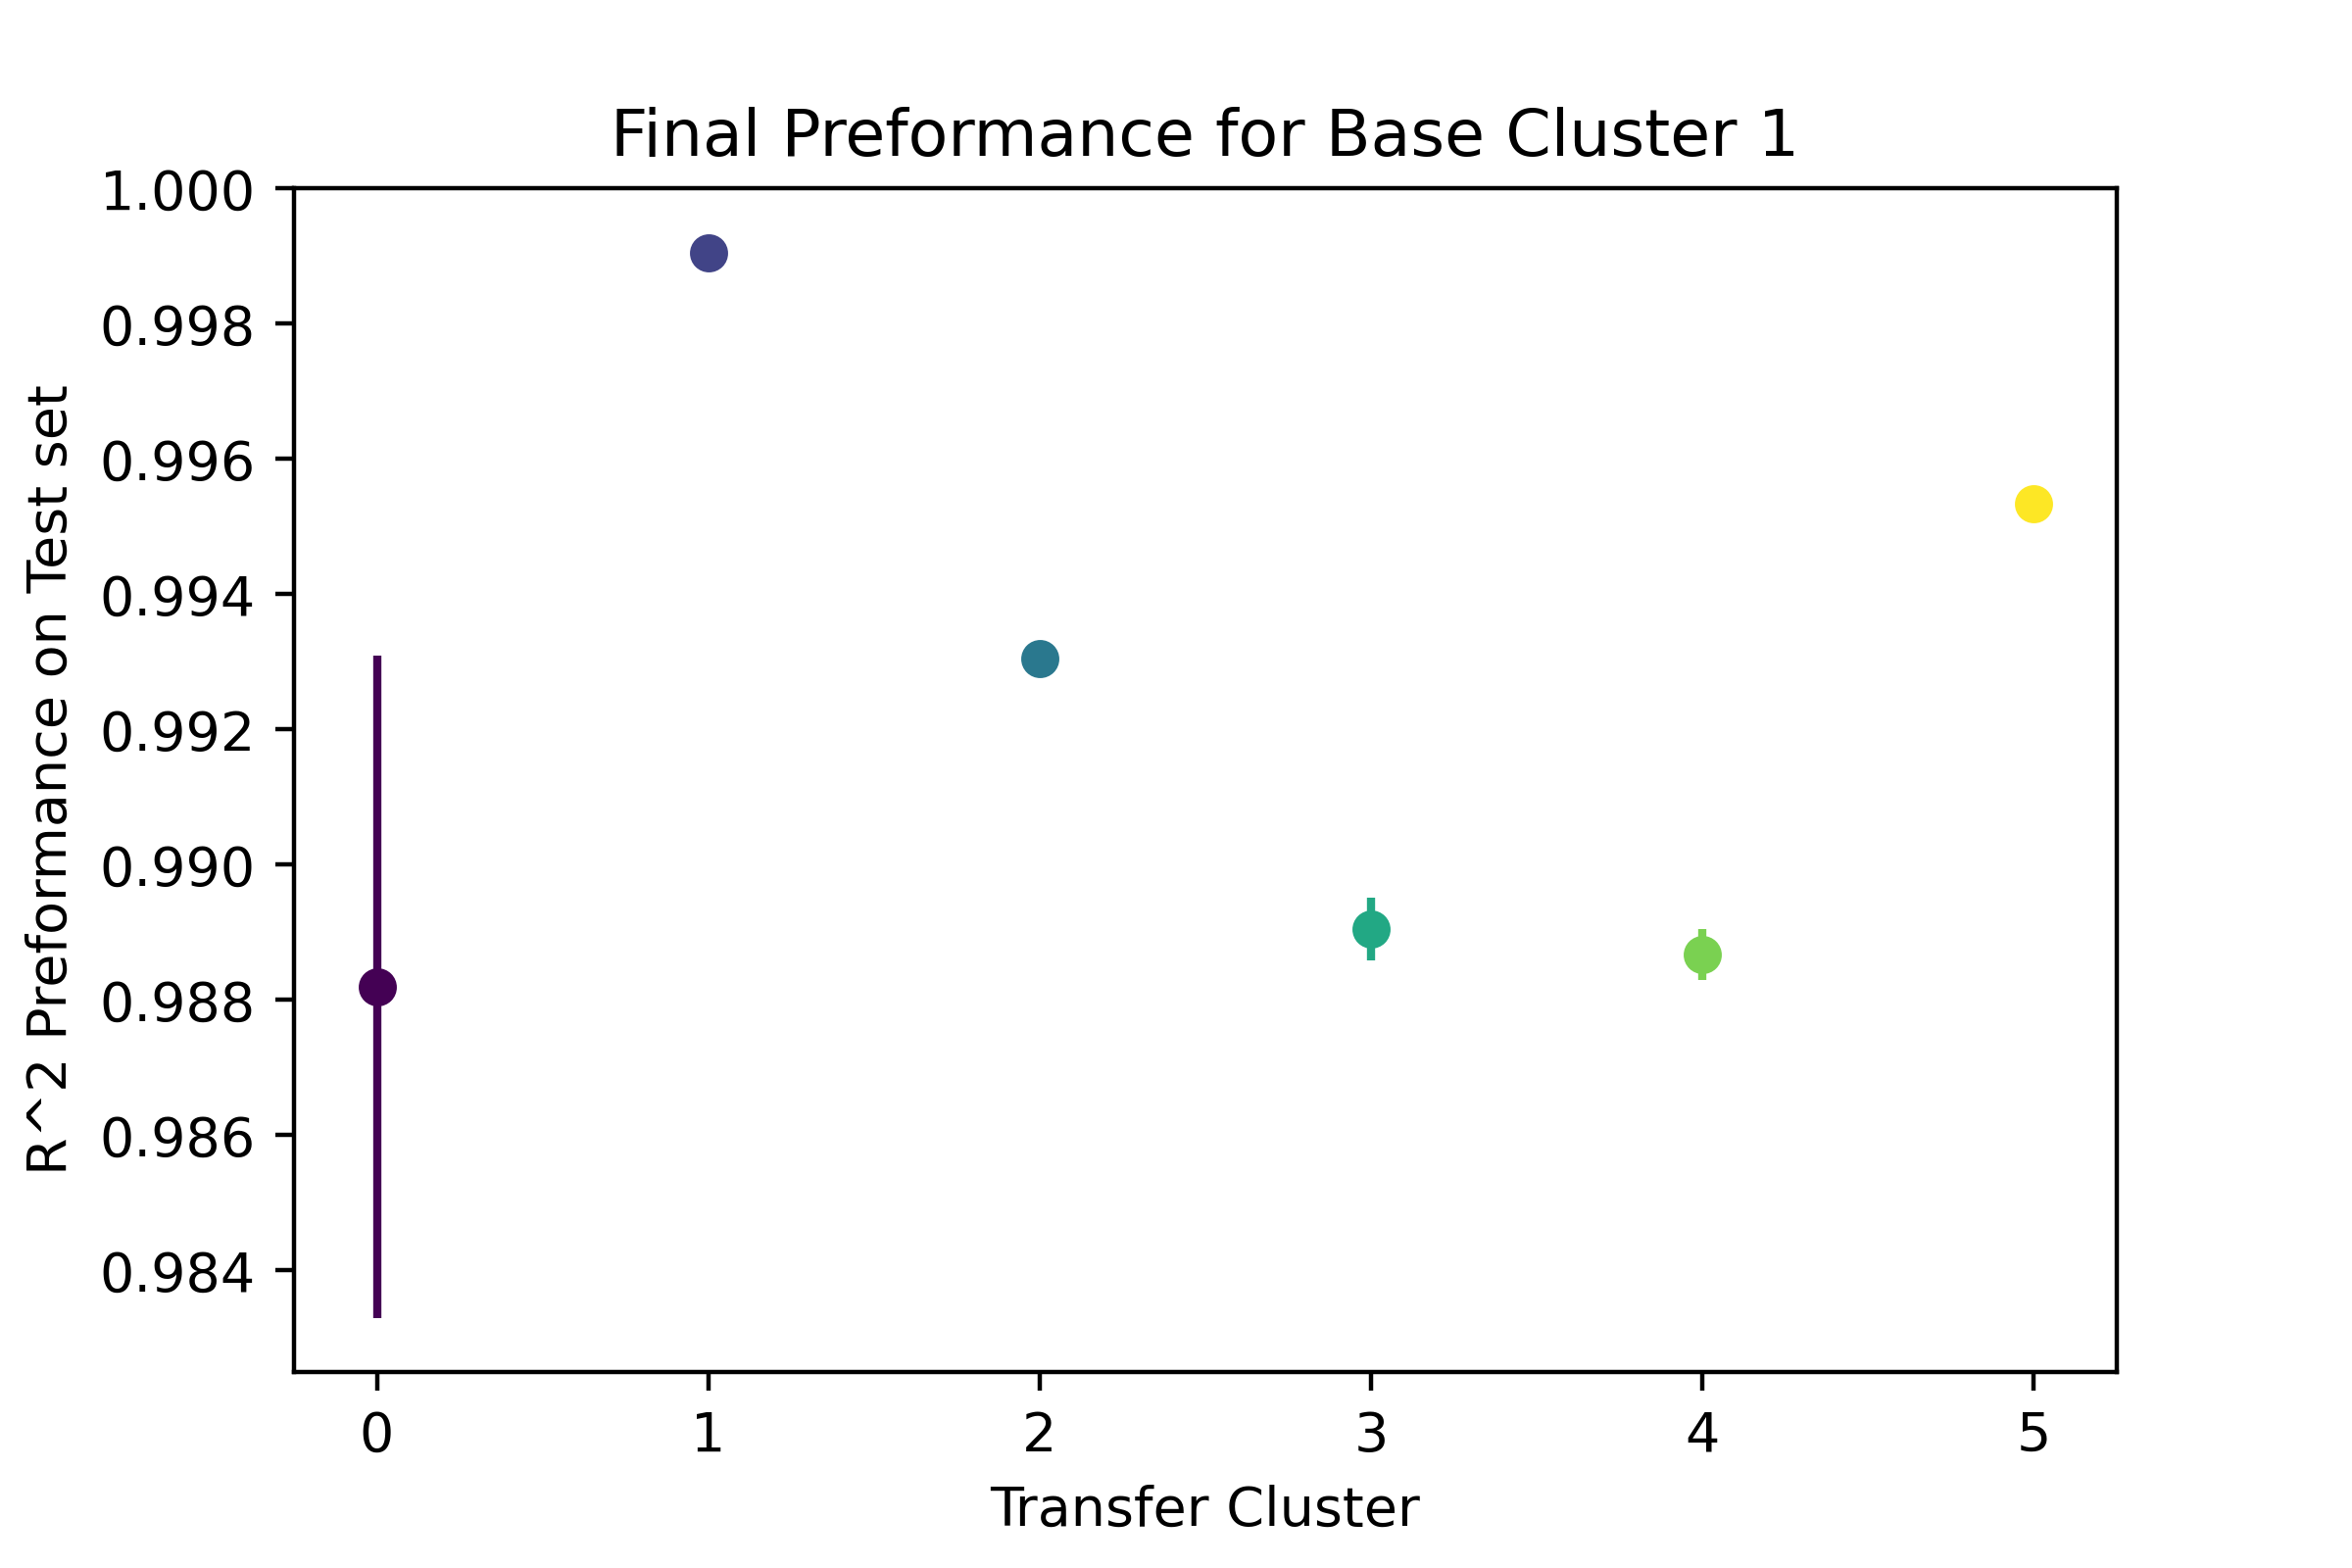 Final Preformance for Base Cluster 1
R^2 Preformance on Test set
1.000
0.998
0.996
0.994
0.992
0.990
0.988
0.986
0.984
0 1 2 3 4 5
Transfer Cluster